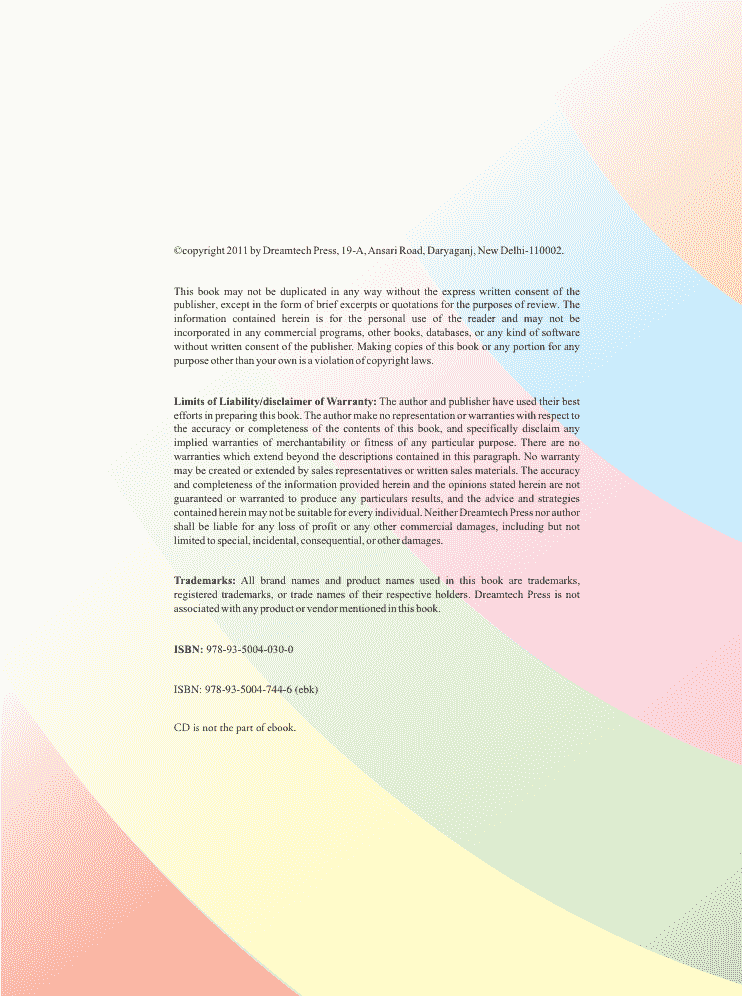 ©copyright 2011 by Dreamtech Press, 19-A, Ansari Road, Daryaganj, New Delhi-110002.
This book may not be duplicated in any way without the express written consent of the
publisher, except in the form of brief excerpts or quotations for the purposes of review. The
information contained herein is for the personal use of the reader and may not be
incorporated in any commercial programs, other books, databases, or any kind of software
without written consent of the publisher. Making copies of this book or any portion for any
purpose other than your own is a violation of copyright laws.
Limits of Liability/disclaimer of Warranty: The author and publisher have used their best
efforts in preparing this book. The author make no representation or warranties with respect to
the accuracy or completeness of the contents of this book, and specifically disclaim any
implied warranties of merchantability or fitness of any particular purpose. There are no
warranties which extend beyond the descriptions contained in this paragraph. No warranty
may be created or extended by sales representatives or written sales materials. The accuracy
and completeness of the information provided herein and the opinions stated herein are not
guaranteed or warranted to produce any particulars results, and the advice and strategies
contained herein may not be suitable for every individual. Neither Dreamtech Press nor author
shall be liable for any loss of profit or any other commercial damages, including but not
limited to special, incidental, consequential, or other damages.
Trademarks: All brand names and product names used in this book are trademarks,
registered trademarks, or trade names of their respective holders. Dreamtech Press is not
associated with any product or vendor mentioned in this book.
ISBN: 978-93-5004-030-0
ISBN: 978-93-5004-744-6 (ebk)
CD is not the part of ebook.